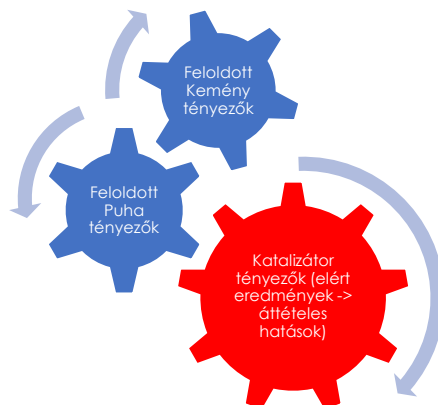 Feloldott
Kemény
tényezők
Feloldott
Puha
tényezők
Katalizátor
tényezők (elért
eredmények ->
áttételes
hatások)